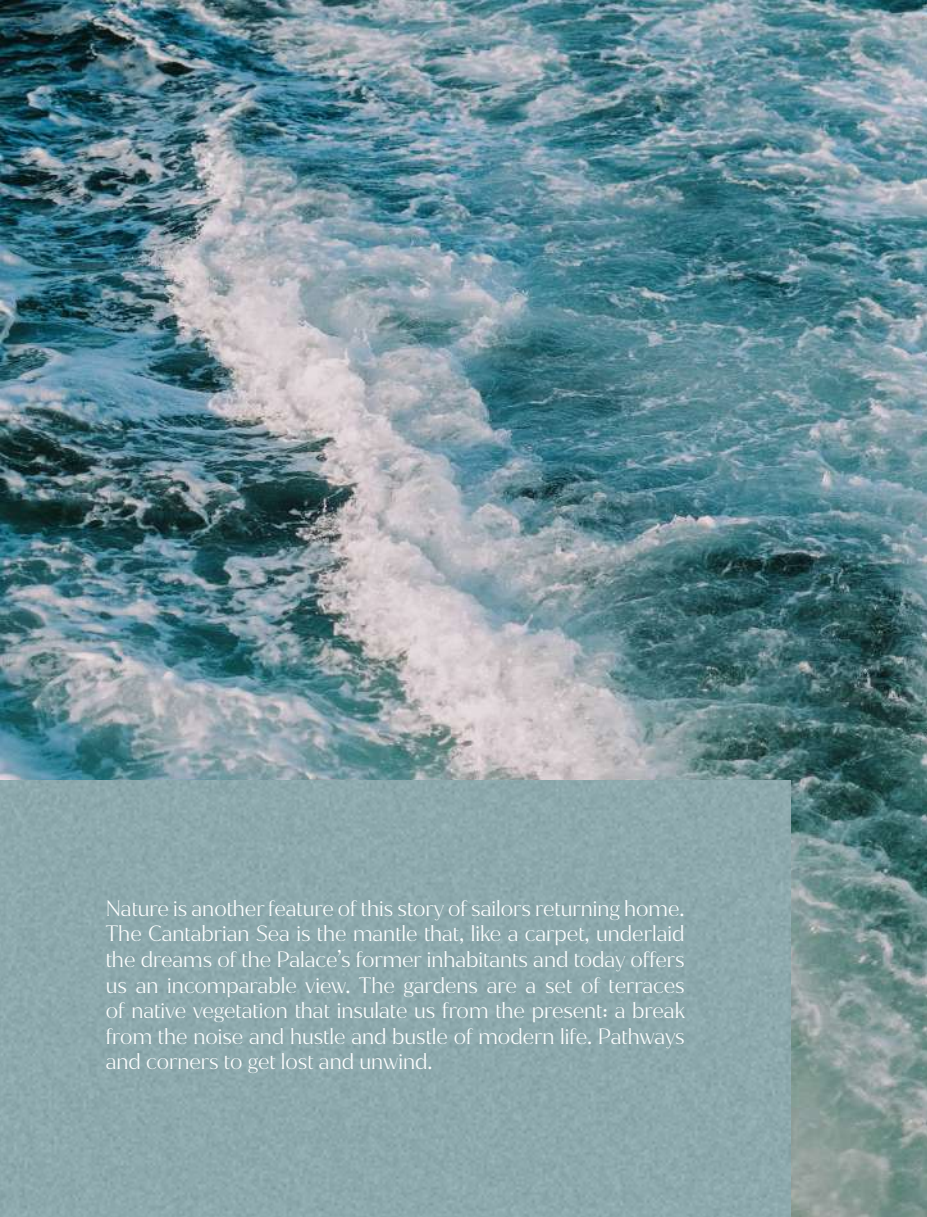 Nature is another feature of this story of sailors returning home.
The Cantabrian Sea is the mantle that, like a carpet, underlaid
the dreams of the Palace’s former inhabitants and today offers
us an incomparable view. The gardens are a set of terraces
of native vegetation that insulate us from the present: a break
from the noise and hustle and bustle of modern life. Pathways
and corners to get lost and unwind.